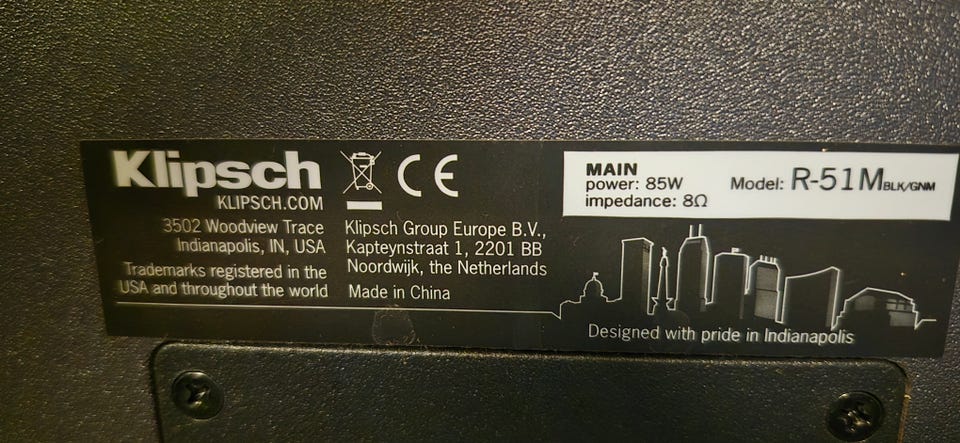 Klipsch
KLIPSCH.COM
3502 Woodview Trace
Indianapolis, IN, USA
Trademarks registered in the
USA and throughout the world
CE
Klipsch Group Europe B.V.,
Kapteynstraat 1, 2201 BB
Noordwijk, the Netherlands
Made in China
MAIN
power: 85W
impedance: 8Ω
Model: R-51M BLK/GNM
Designed with pride in Indianapolis